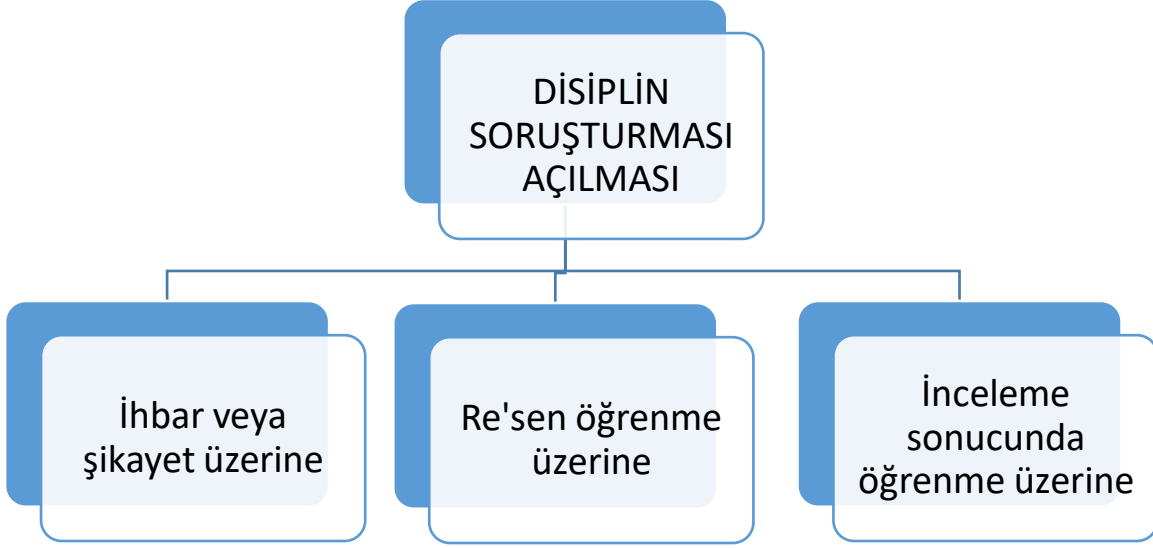 DİSİPLİN
SORUŞTURMASI
AÇILMASI
İhbar veya
şikayet üzerine
Re'sen öğrenme
üzerine
İnceleme
sonucunda
öğrenme üzerine